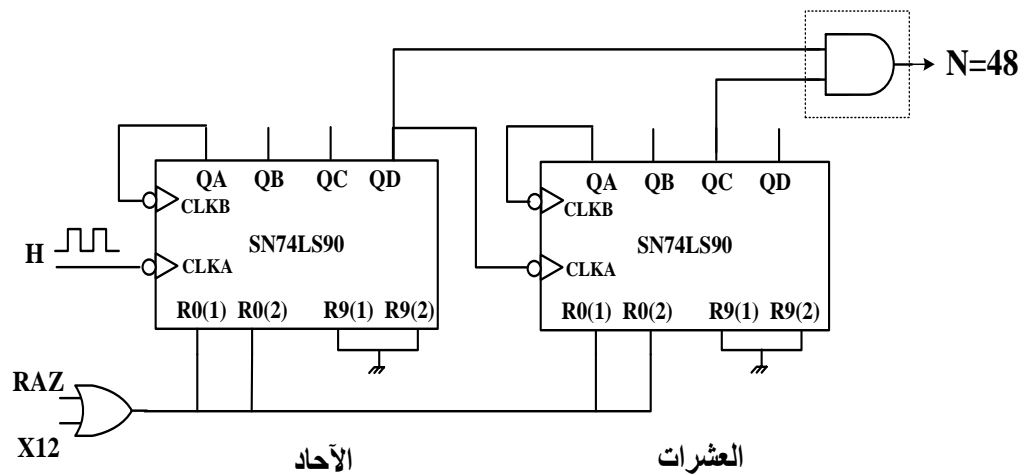 N=48
QA QB QC QD
CLKB
SN74LS90
H
CLKA
R0(1) R0(2) R9(1) R9(2)
QA QB QC QD
CLKB
SN74LS90
CLKA
R0(1) R0(2) R9(1) R9(2)
RAZ
X12
الآحاد
العشرات